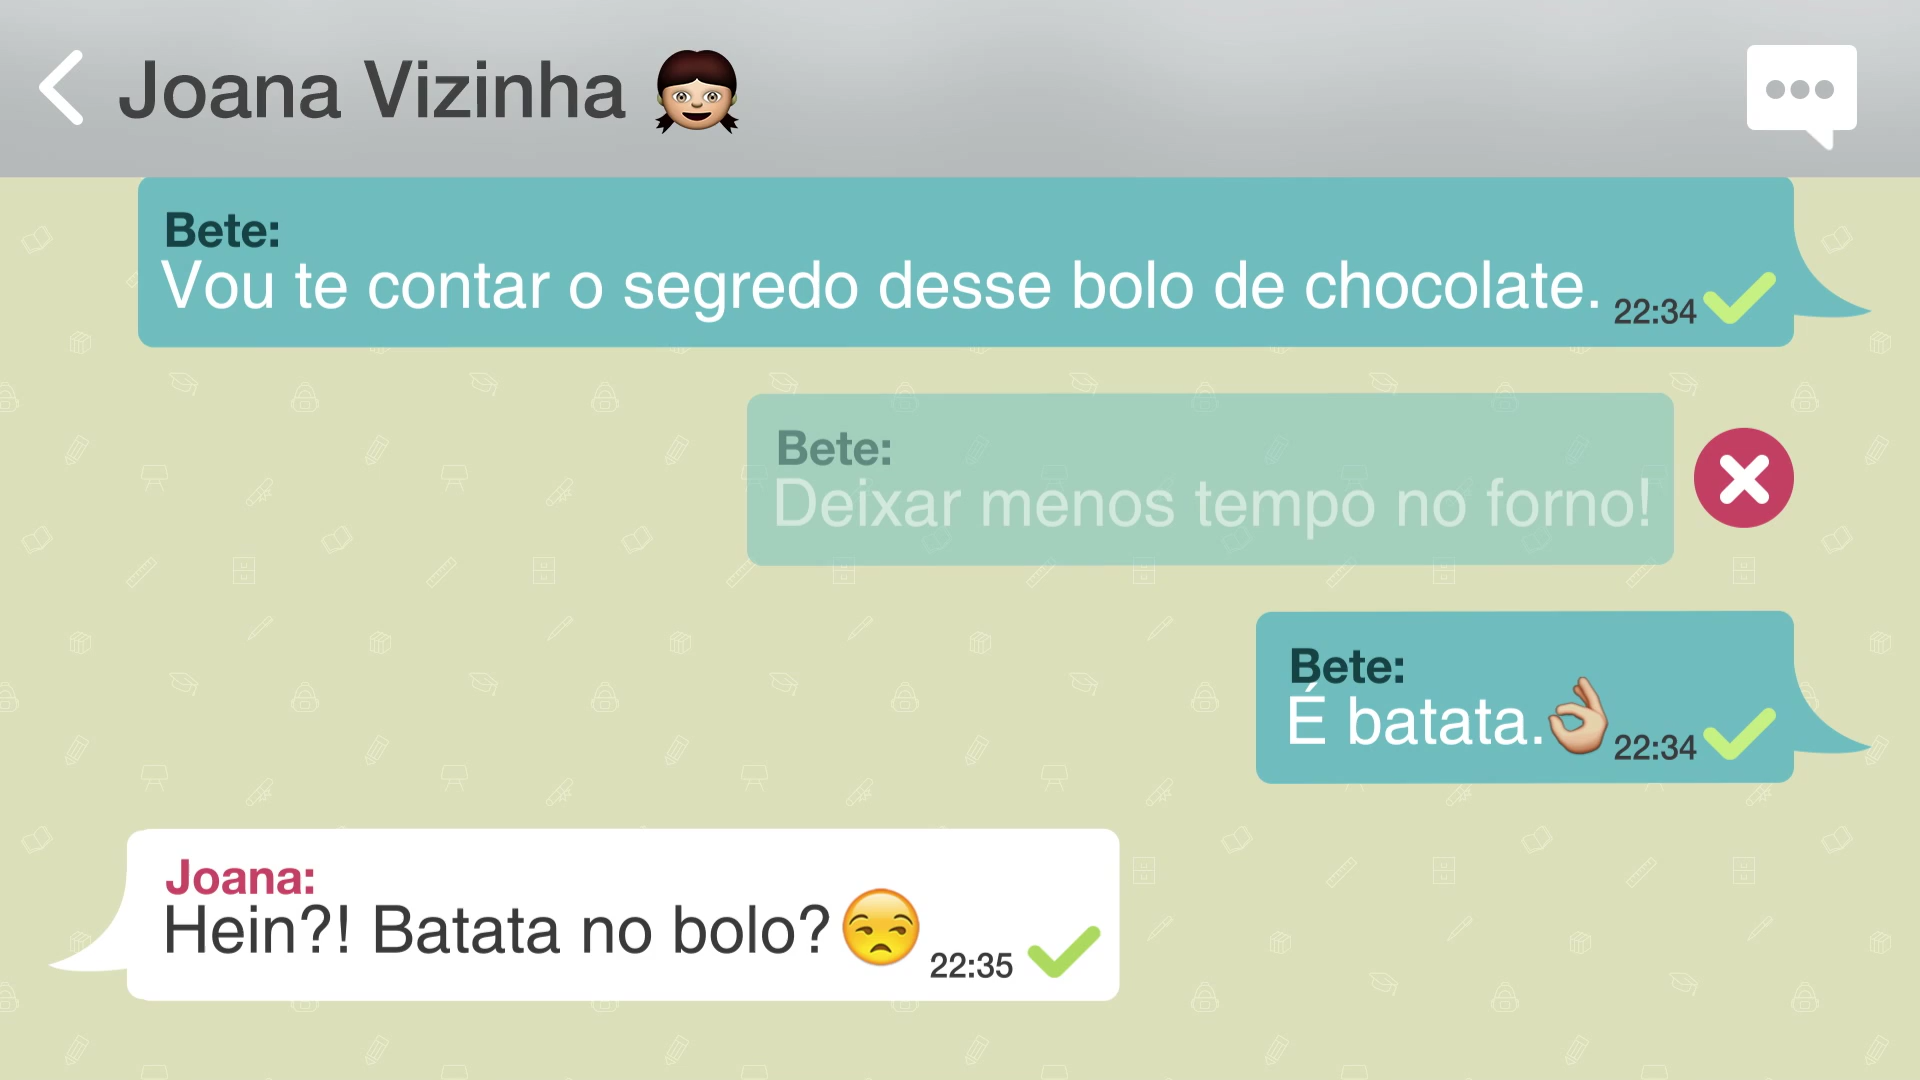 Joana Vizinha 👧
Bete:
Vou te contar o segredo desse bolo de chocolate. 22:34
Bete:
Deixar menos tempo no forno!
Bete:
É batata.👌 22:34
Joana:
Hein?! Batata no bolo?😒 22:35